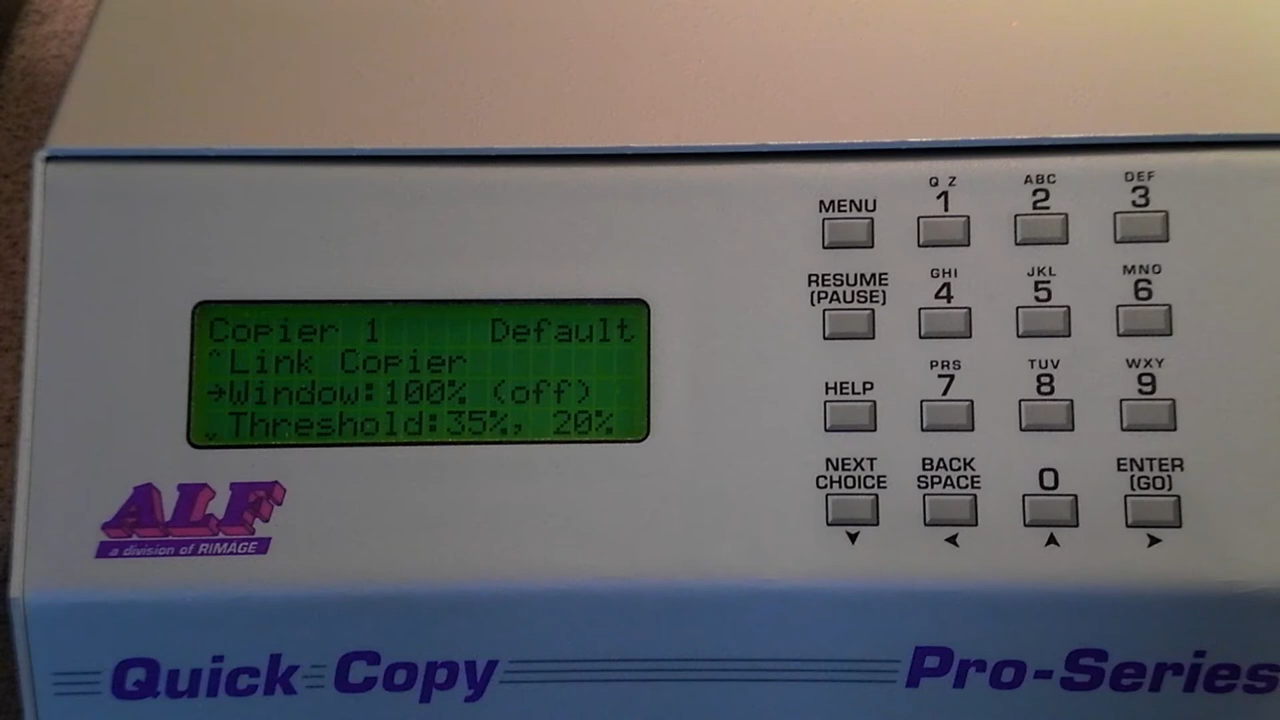 Copier 1 Default
Link Copier
→Window:100% (off)
Threshold:35%, 20%
MENU
Q Z
1
ABC
2
DEF
3
RESUME
(PAUSE)
GHI
4
JKL
5
MNO
6
HELP
PRS
7
TUV
8
WXY
9
NEXT
CHOICE
BACK
SPACE
0
ENTER
(GO)
ALF
a division of RIMAGE
Quick Copy Pro-Series